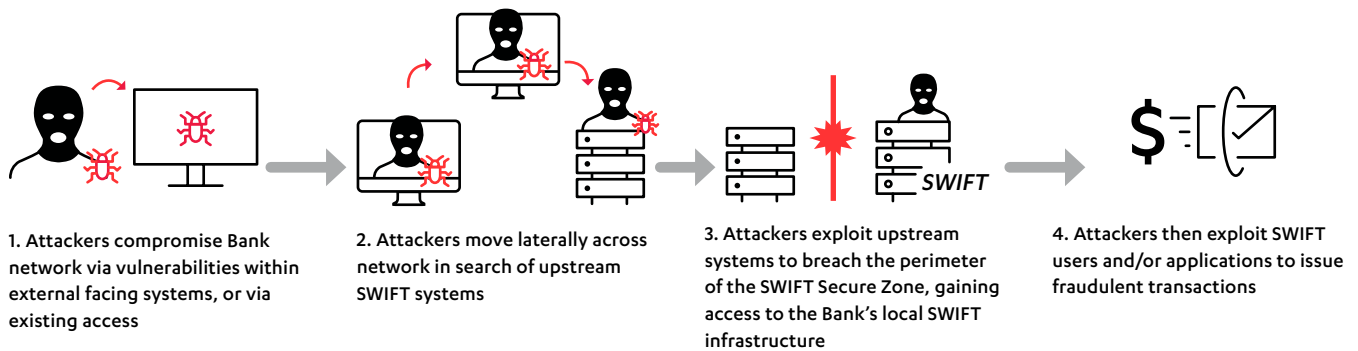 SWIFT
$
1. Attackers compromise Bank
network via vulnerabilities within
external facing systems, or via
existing access
2. Attackers move laterally across
network in search of upstream
SWIFT systems
3. Attackers exploit upstream
systems to breach the perimeter
of the SWIFT Secure Zone, gaining
access to the Bank's local SWIFT
infrastructure
4. Attackers then exploit SWIFT
users and/or applications to issue
fraudulent transactions